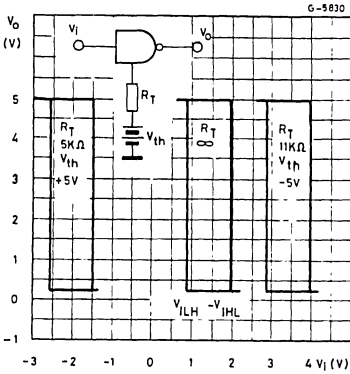 G-5830
Vo
(V)
Vi
Vo
RT
Vth
5
4
3
2
1
0
-1
RT
5KΩ
Vth
+5V
RT
∞
RT
11KΩ
Vth
-5V
VILH -VIHL
-3 -2 -1 0 1 2 3 4 Vi (V)